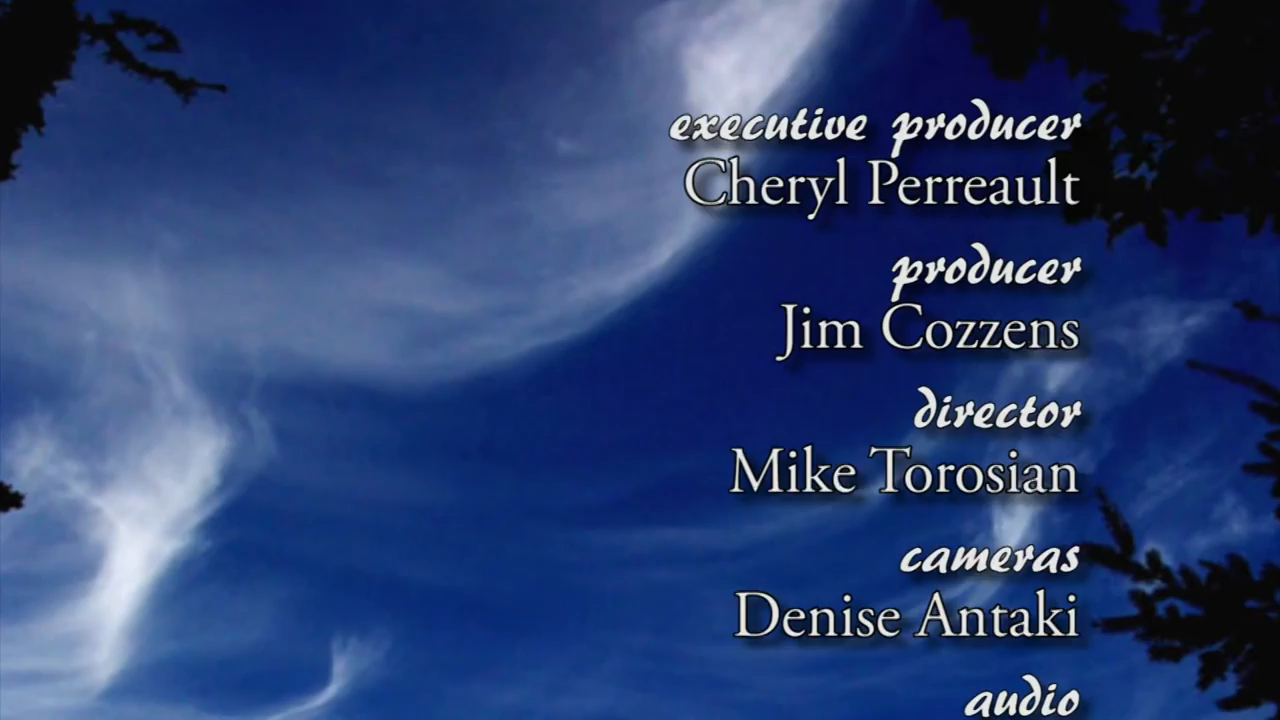 executive producer
Cheryl Perreault
producer
Jim Cozzens
director
Mike Torosian
cameras
Denise Antaki
audio